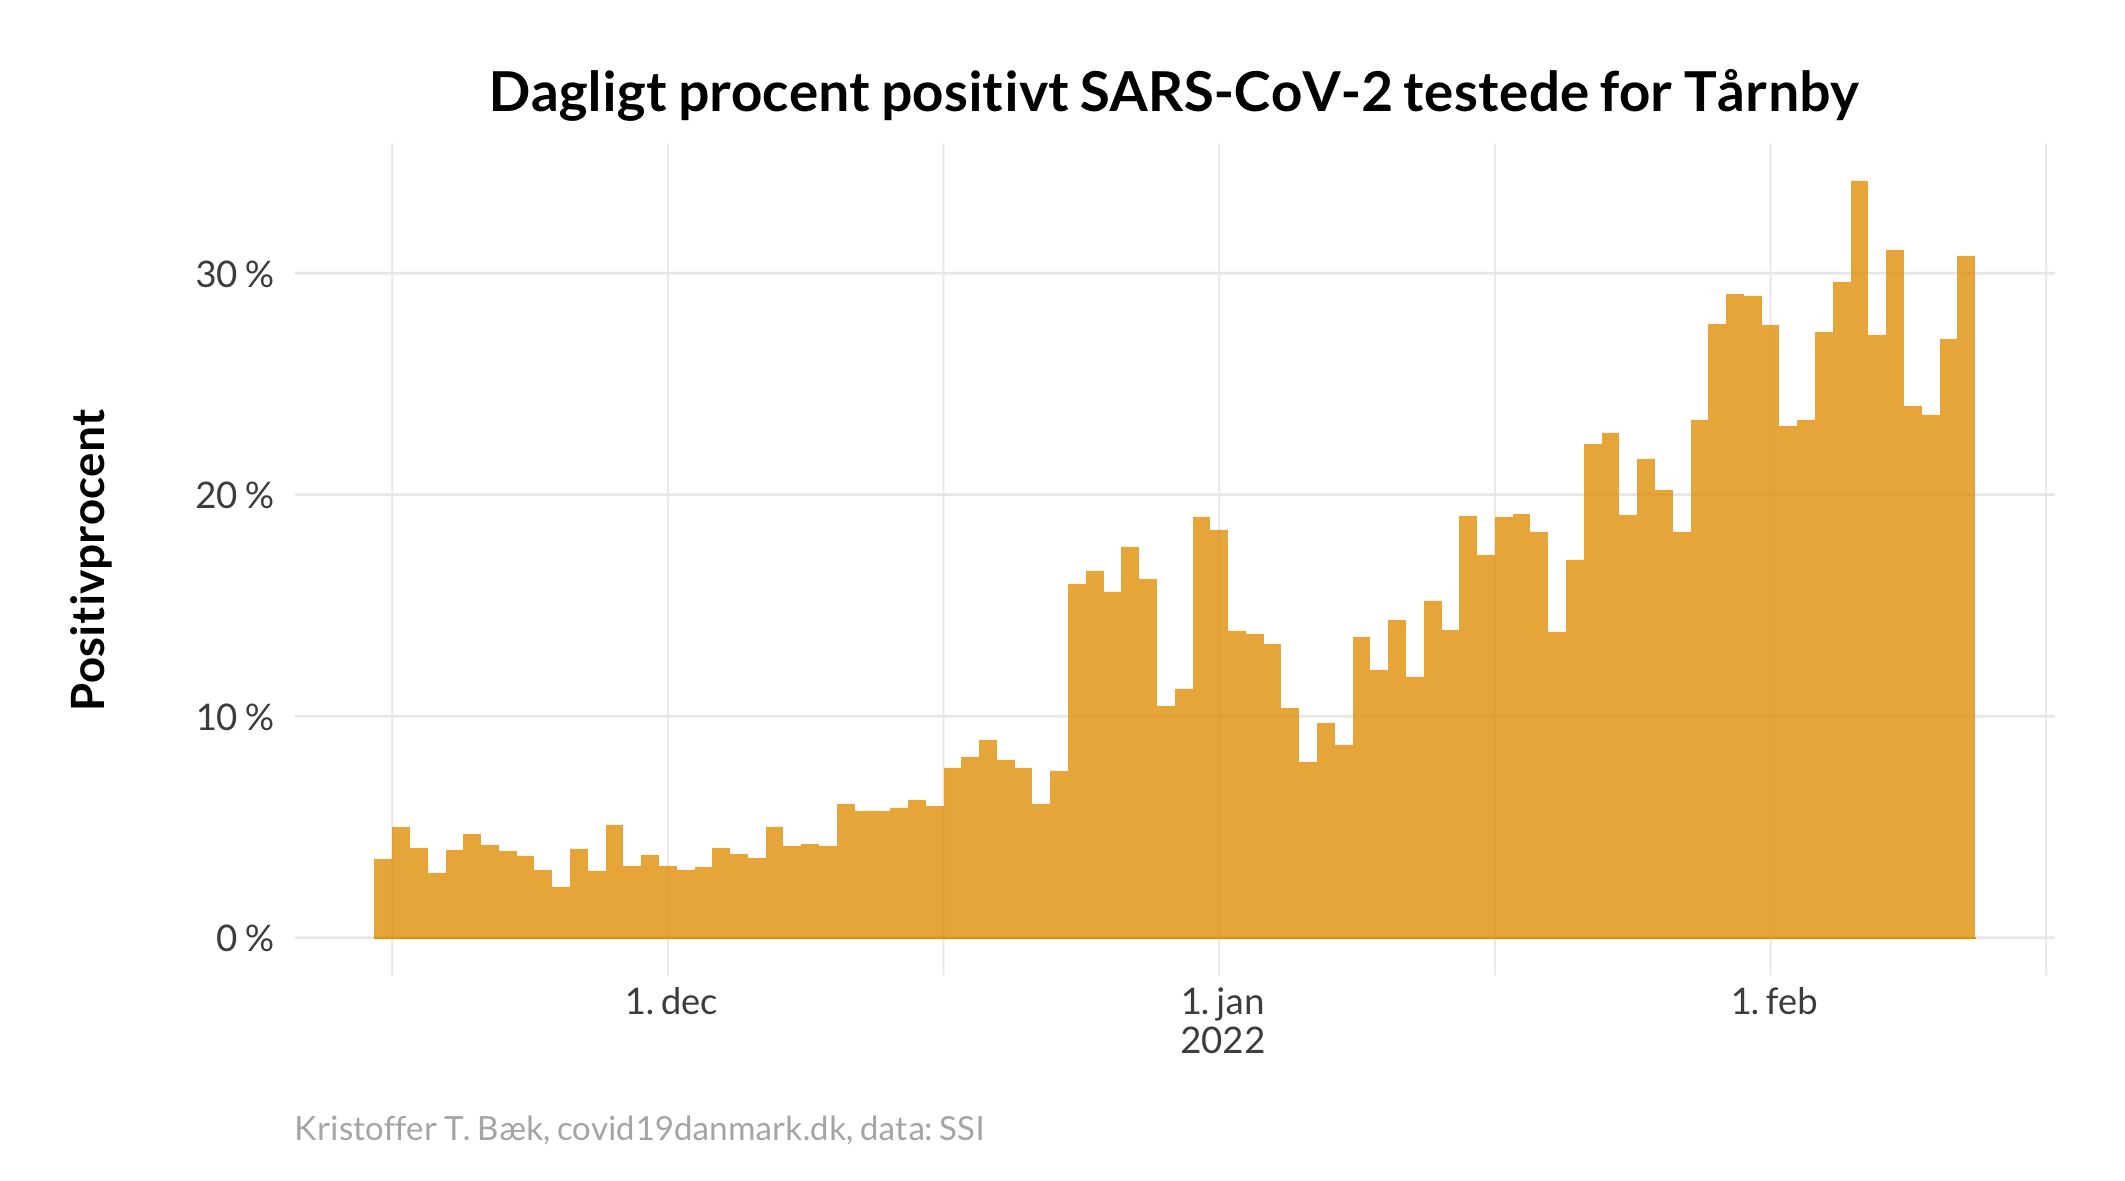 Dagligt procent positivt SARS-CoV-2 testede for Tårnby
Positivprocent
30 %
20 %
10 %
0 %
1. dec
1. jan
2022
1. feb
Kristoffer T. Bæk, covid19danmark.dk, data: SSI